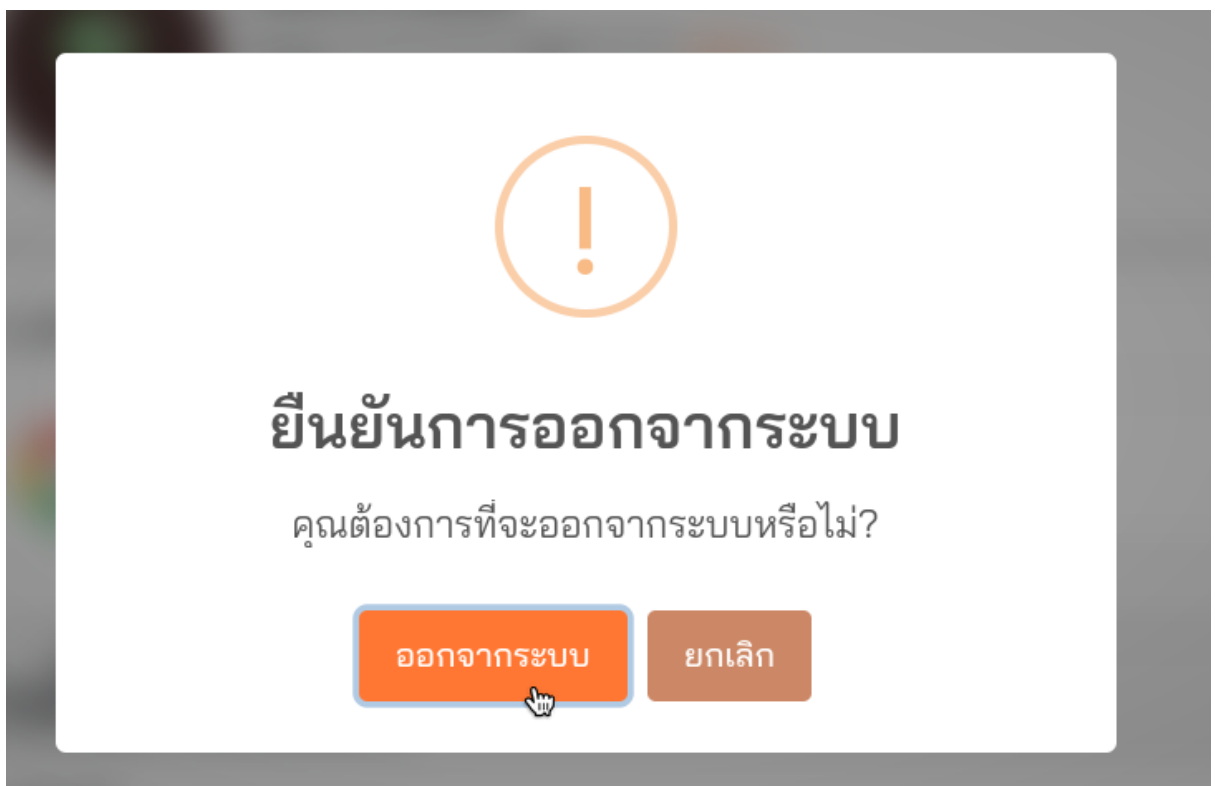 !
ยืนยันการออกจากระบบ
คุณต้องการที่จะออกจากระบบหรือไม่?
ออกจากระบบ ยกเลิก